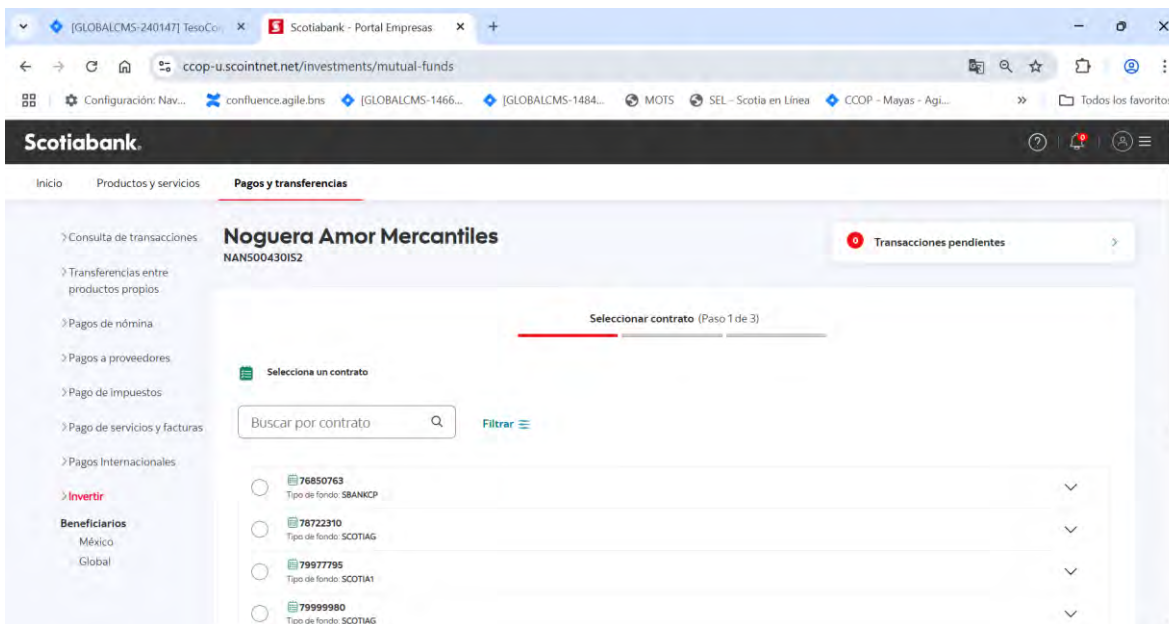 [GLOBALCMS-240147] TesoCo
Scotiabank - Portal Empresas
ccop-u.scointnet.net/investments/mutual-funds
Configuración: Nav...
confluence.agile.bns
[GLOBALCMS-1466...
[GLOBALCMS-1484...
MOTS
SEL - Scotia en Línea
CCOP - Mayas - Agi...
»
Todos los favoritos
Scotiabank.
Inicio
Productos y servicios
Pagos y transferencias
Consulta de transacciones
Transferencias entre
productos propios
Pagos de nómina
Pagos a proveedores
Pago de impuestos
Pago de servicios y facturas
Pagos Internacionales
Invertir
Beneficiarios
México
Global
Noguera Amor Mercantiles
NAN500430IS2
0 Transacciones pendientes
Seleccionar contrato (Paso 1 de 3)
Selecciona un contrato
Buscar por contrato
Filtrar
76850763
Tipo de fondo: SBANKCP
78722310
Tipo de fondo: SCOTIAG
79977795
Tipo de fondo: SCOTIA1
79999980
Tipo de fondo: SCOTIAG